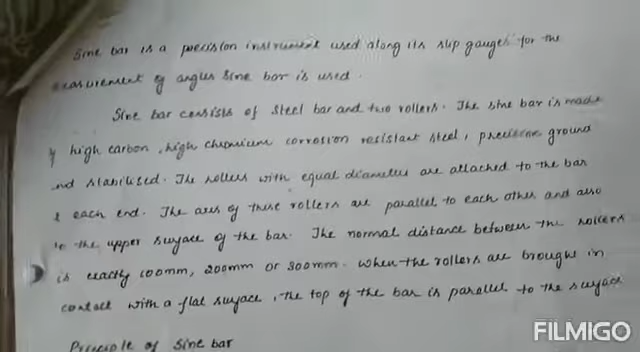 Sine bar is a precision instrument used along its slip gauges for the
measurement of angles Sine bar is used.
Sine bar consists of steel bar and two rollers. The sine bar is made
of high carbon, high chromium corrosion resistant steel, precision ground
and stabilised. The rollers with equal diameter are attached to the bar
each end. The axes of these rollers are parallel to each other and also
to the upper surface of the bar. The normal distance between the rollers
is exactly 100mm, 200mm or 300mm. When the rollers are brought in
contact with a flat surface, the top of the bar is parallel to the surface
Principle of Sine bar
FILMIGO